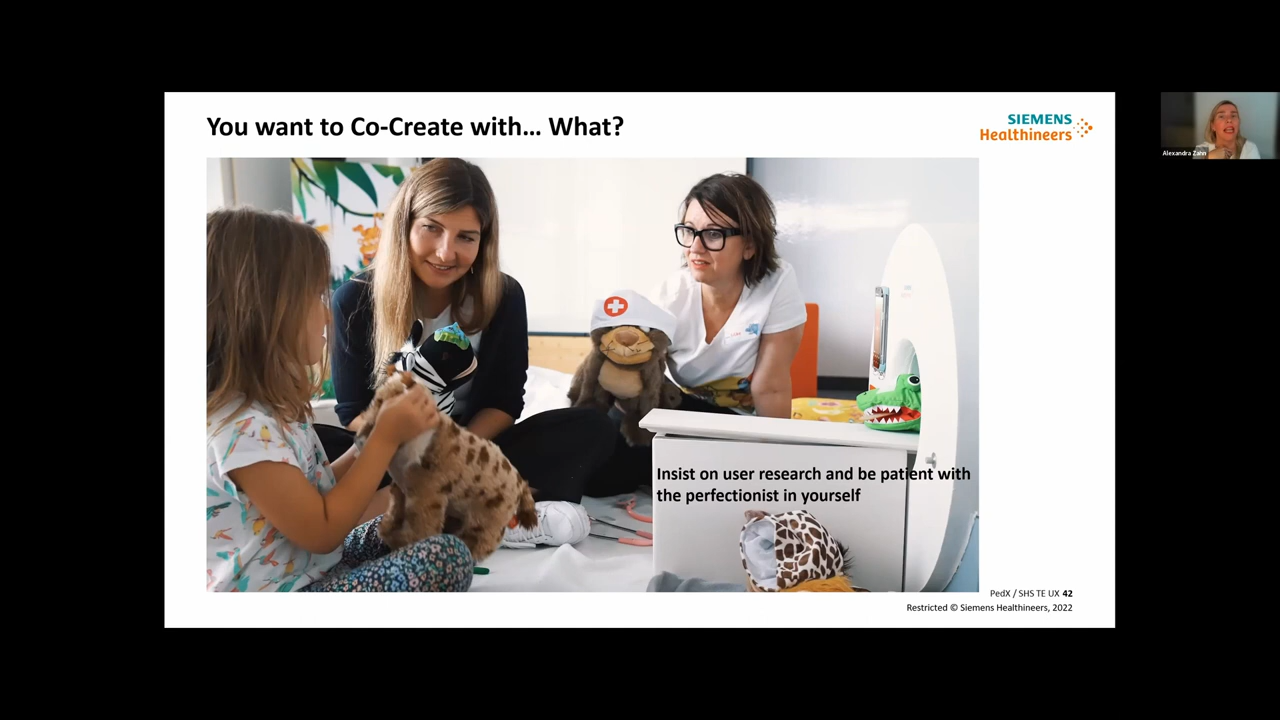 You want to Co-Create with... What?
SIEMENS
Healthineers
Alexandra Zahn
Insist on user research and be patient with
the perfectionist in yourself
PedX / SHS TE UX 42
Restricted © Siemens Healthineers, 2022